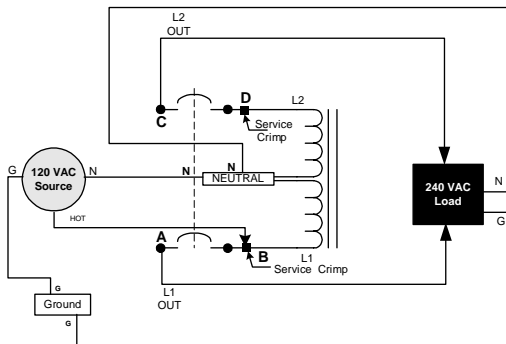 L2
OUT
D
L2
C
Service
Crimp
120 VAC
Source
G
N
N
N
NEUTRAL
240 VAC
Load
N
G
HOT
A
B
L1
Service Crimp
L1
OUT
G
Ground
G